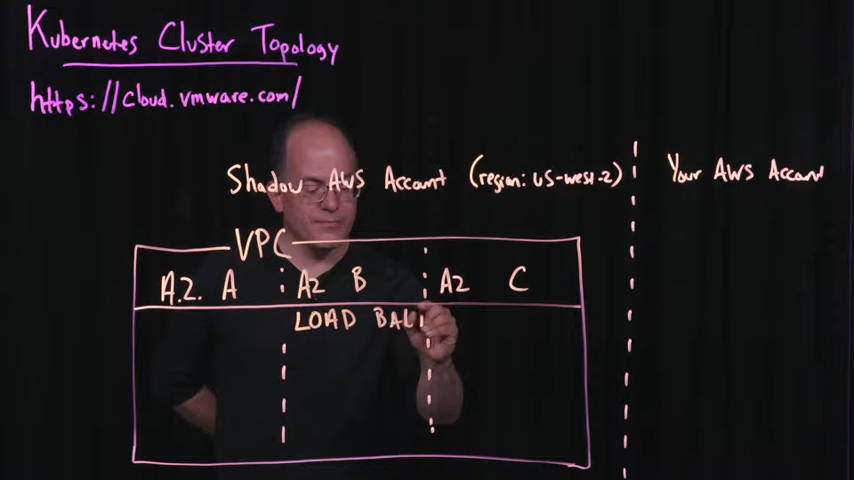 Kubernetes Cluster Topology
https://cloud.vmware.com/
Shadow AWS Account (region: us-west-2)
Your AWS Account
VPC
A.Z. A
AZ B
AZ C
LOAD BAL